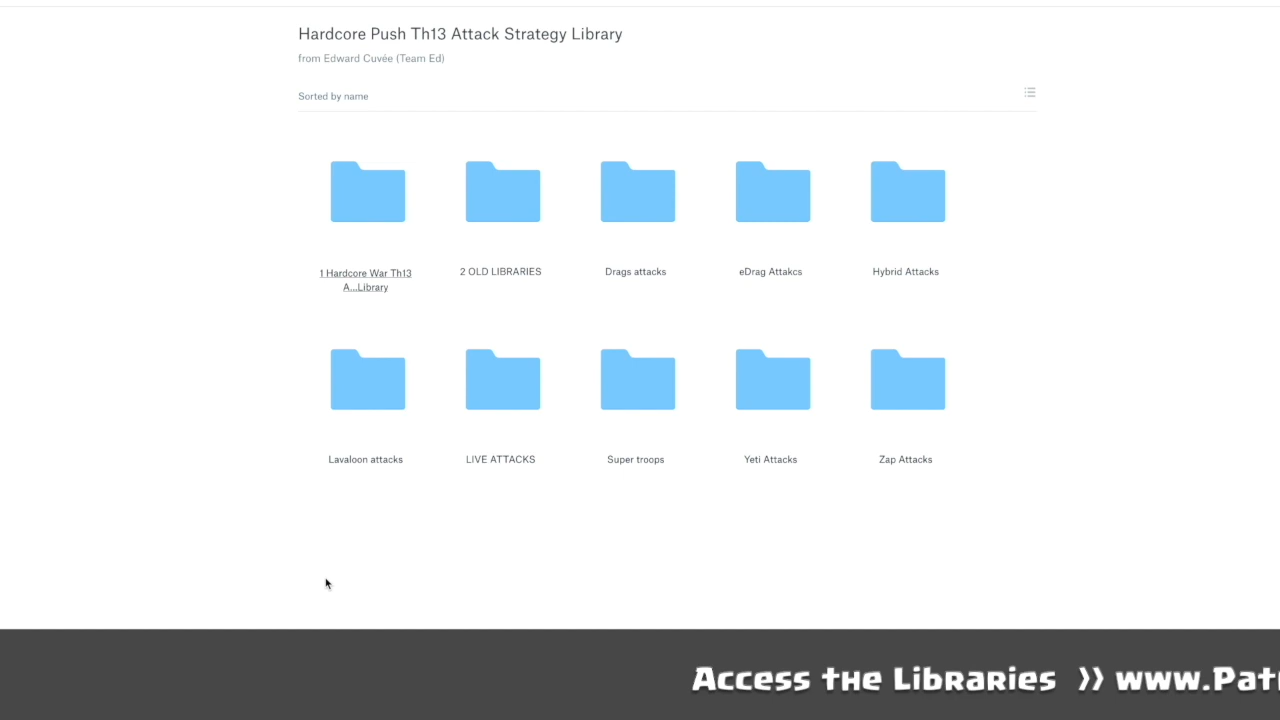 Hardcore Push Th13 Attack Strategy Library
from Edward Cuvée (Team Ed)
Sorted by name
1 Hardcore War Th13
A...Library
2 OLD LIBRARIES
Drags attacks
eDrag Attakcs
Hybrid Attacks
Lavaloon attacks
LIVE ATTACKS
Super troops
Yeti Attacks
Zap Attacks
Access the Libraries >> www.Pat